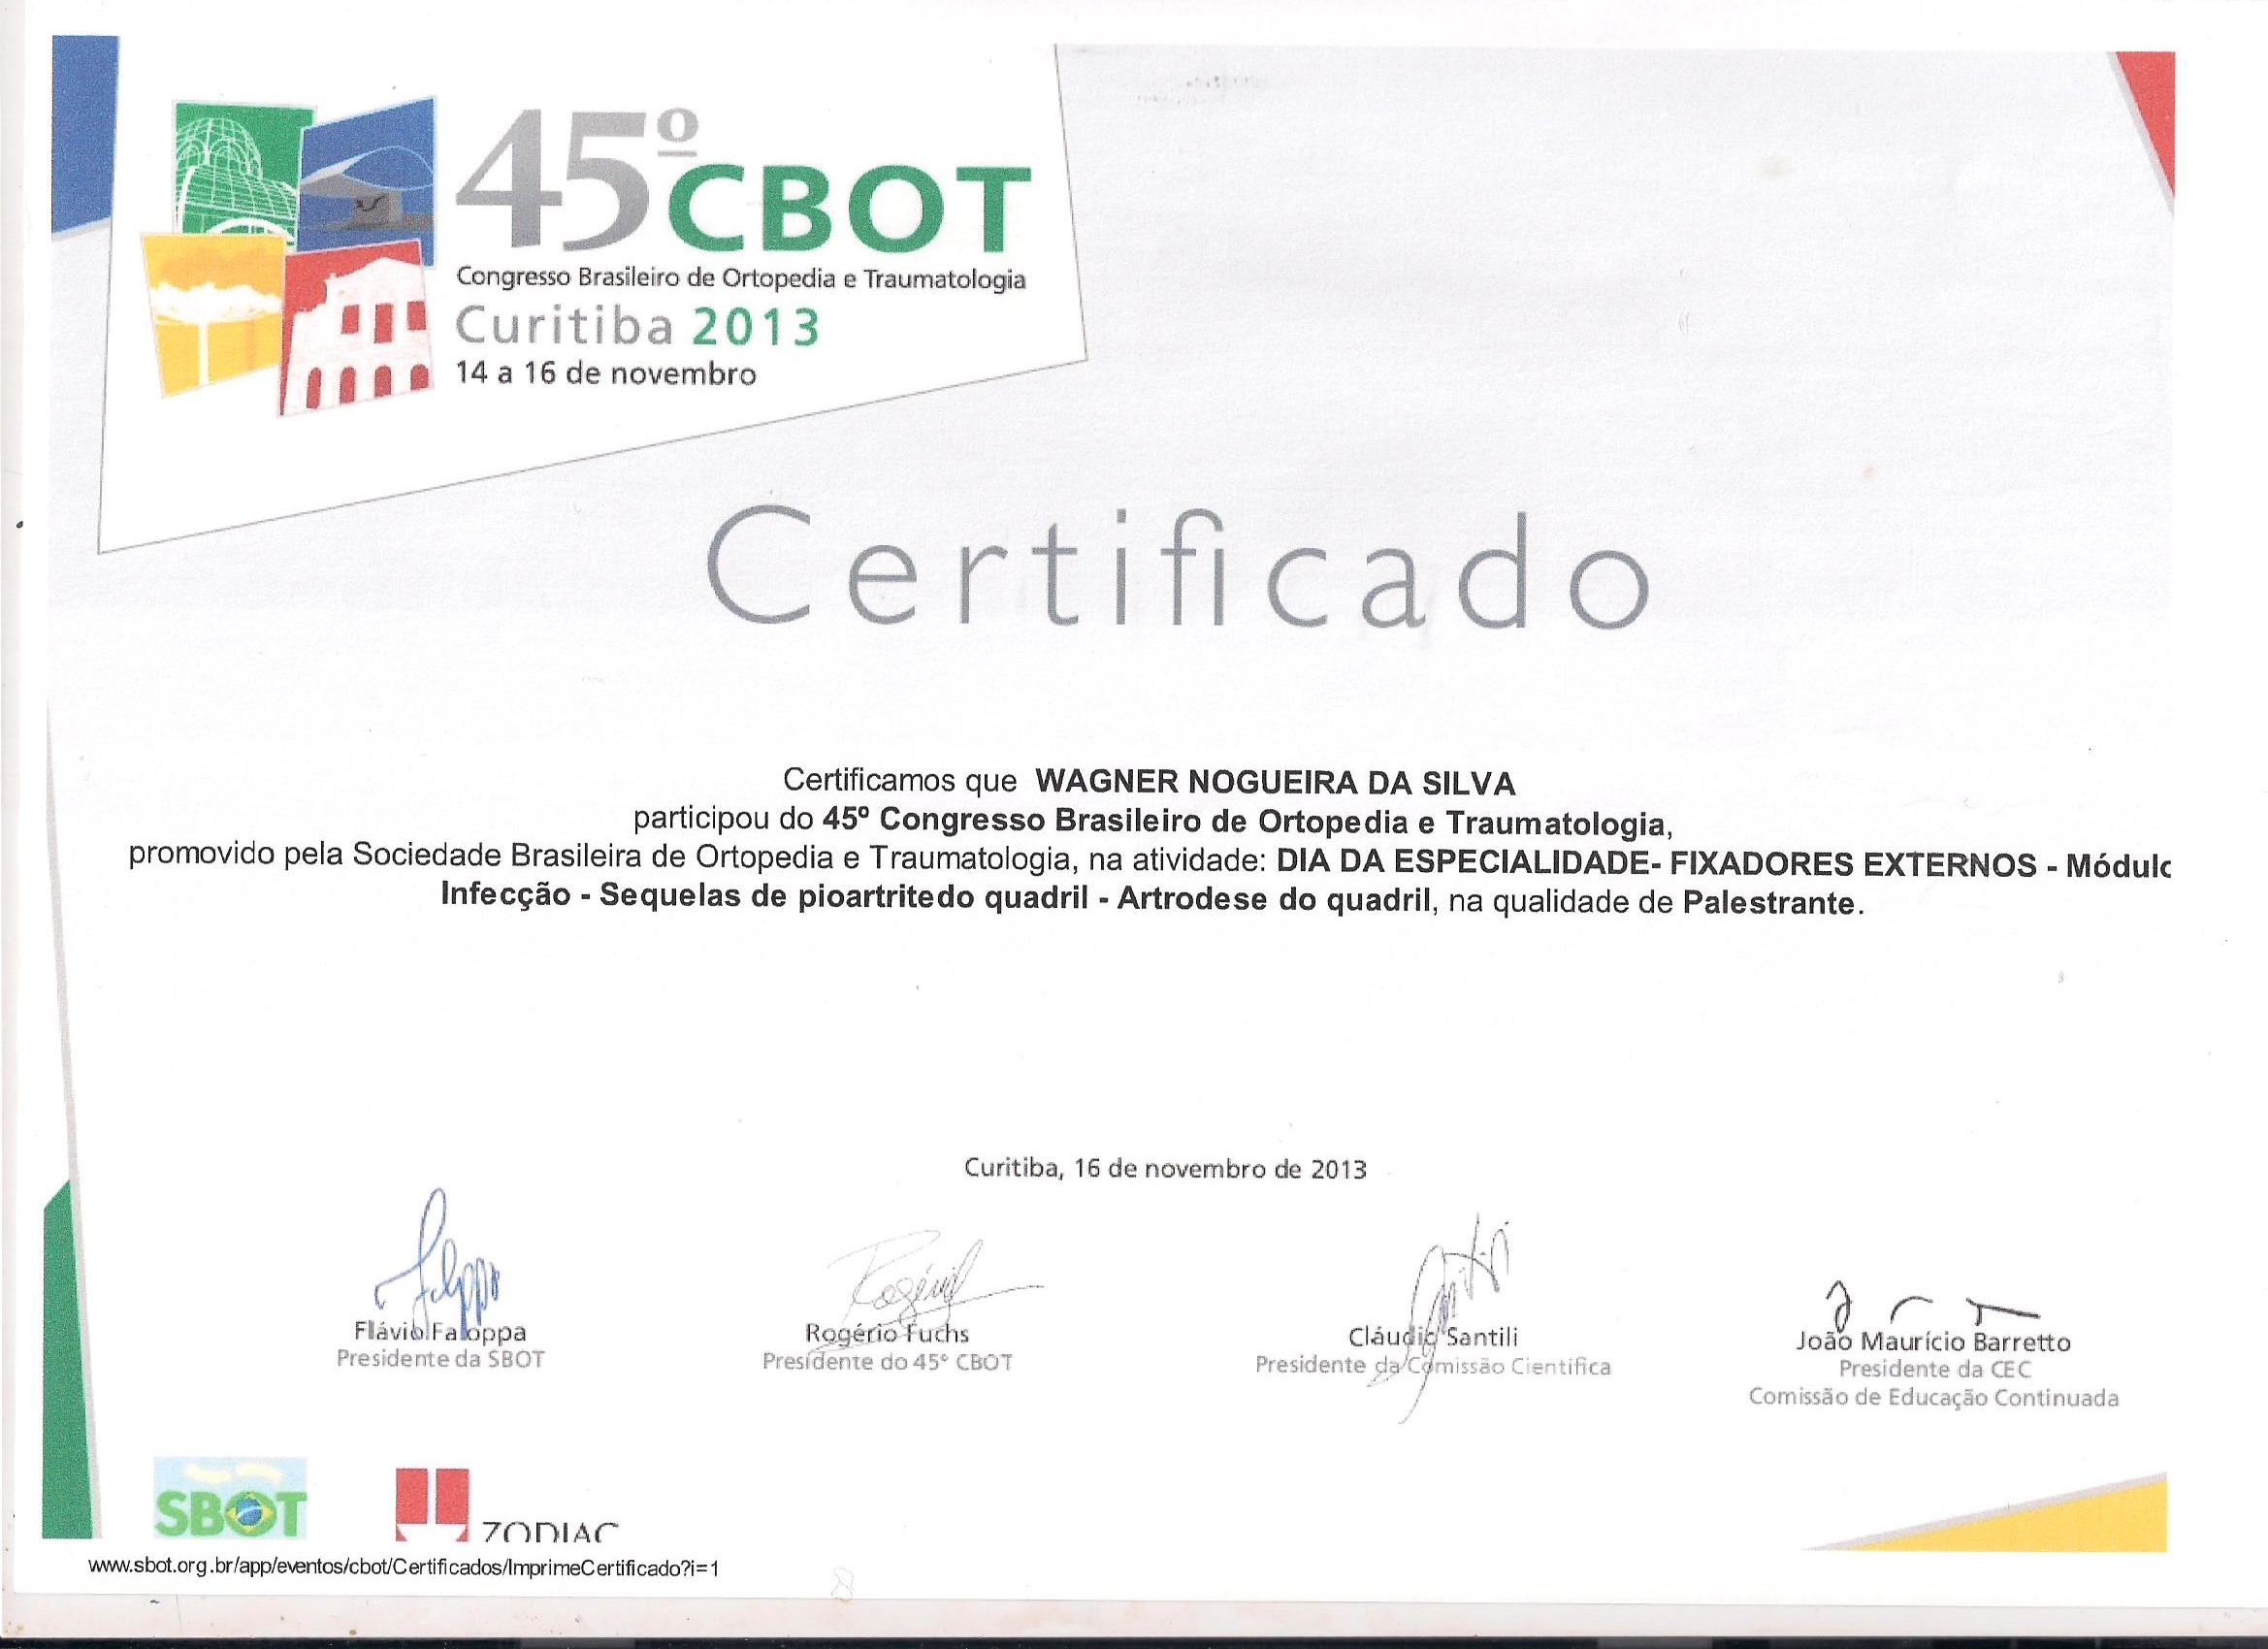 45º CBOT
Congresso Brasileiro de Ortopedia e Traumatologia
Curitiba 2013
14 a 16 de novembro
Certificado
Certificamos que WAGNER NOGUEIRA DA SILVA
participou do 45º Congresso Brasileiro de Ortopedia e Traumatologia,
promovido pela Sociedade Brasileira de Ortopedia e Traumatologia, na atividade: DIA DA ESPECIALIDADE- FIXADORES EXTERNOS - Módulo
Infecção - Sequelas de pioartritedo quadril - Artrodese do quadril, na qualidade de Palestrante.
Curitiba, 16 de novembro de 2013
Flávio Faloppa
Presidente da SBOT
Rogério Fuchs
Presidente do 45º CBOT
Cláudio Santili
Presidente da Comissão Científica
João Maurício Barretto
Presidente da CEC
Comissão de Educação Continuada
SBOT
ZODIAC
www.sbot.org.br/app/eventos/cbot/Certificados/ImprimeCertificado?i=1